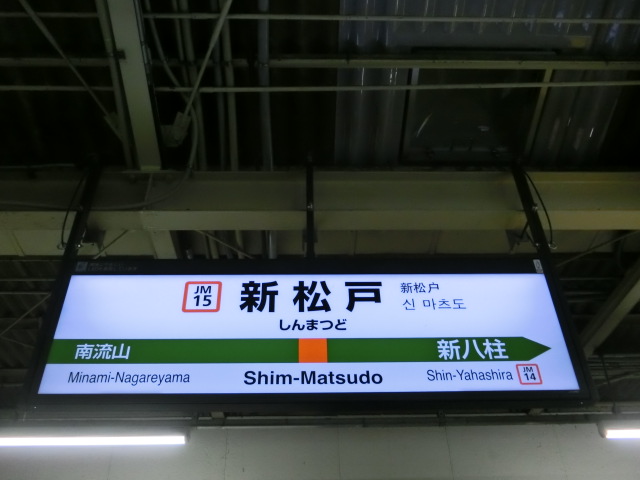 JM
15
新松戸
新松户
신 마츠도
しんまつど
南流山
新八柱
Minami-Nagareyama
Shim-Matsudo
Shin-Yahashira
JM
14